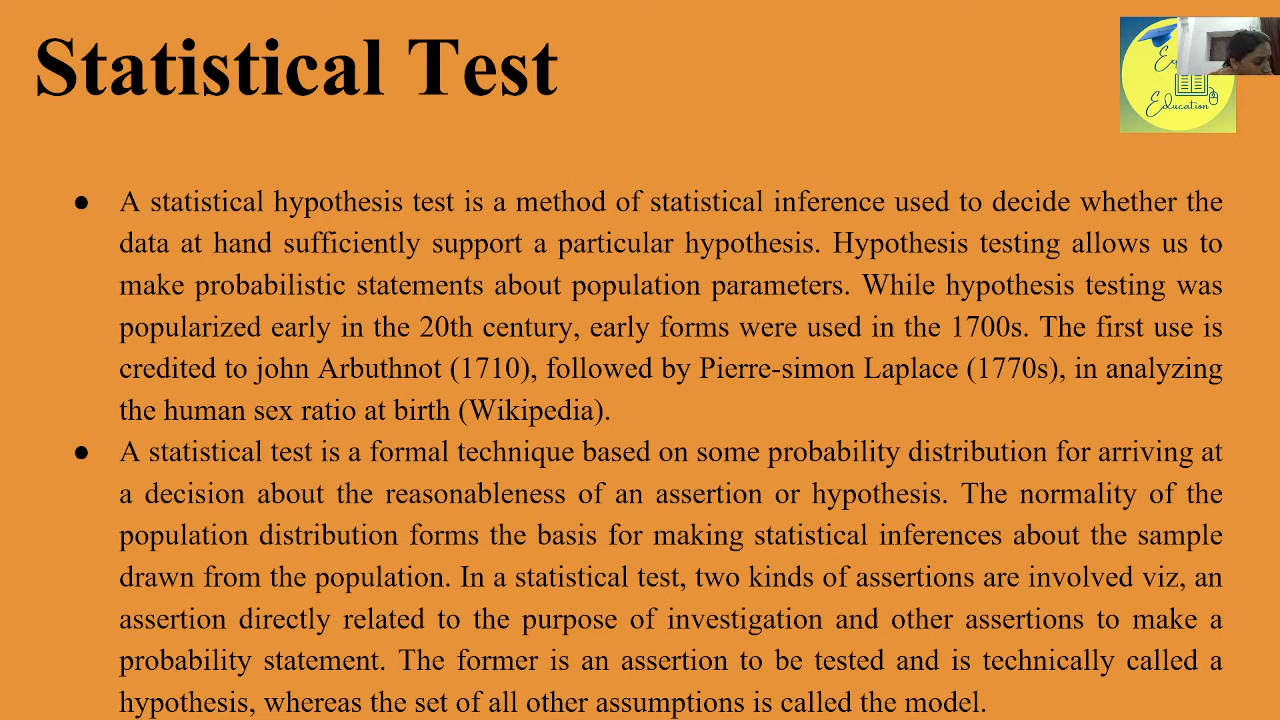 Statistical Test
Education
● A statistical hypothesis test is a method of statistical inference used to decide whether the
data at hand sufficiently support a particular hypothesis. Hypothesis testing allows us to
make probabilistic statements about population parameters. While hypothesis testing was
popularized early in the 20th century, early forms were used in the 1700s. The first use is
credited to john Arbuthnot (1710), followed by Pierre-simon Laplace (1770s), in analyzing
the human sex ratio at birth (Wikipedia).
● A statistical test is a formal technique based on some probability distribution for arriving at
a decision about the reasonableness of an assertion or hypothesis. The normality of the
population distribution forms the basis for making statistical inferences about the sample
drawn from the population. In a statistical test, two kinds of assertions are involved viz, an
assertion directly related to the purpose of investigation and other assertions to make a
probability statement. The former is an assertion to be tested and is technically called a
hypothesis, whereas the set of all other assumptions is called the model.